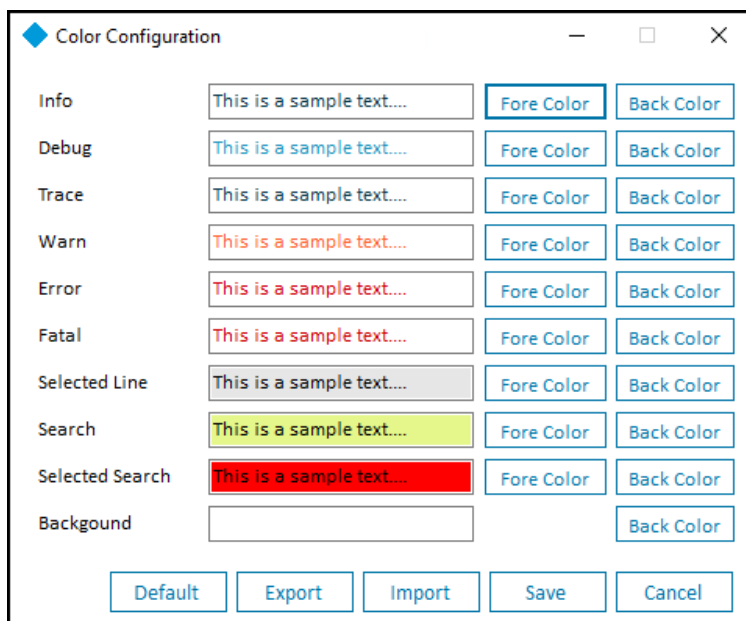 Color Configuration
Info This is a sample text.... Fore Color Back Color
Debug This is a sample text.... Fore Color Back Color
Trace This is a sample text.... Fore Color Back Color
Warn This is a sample text.... Fore Color Back Color
Error This is a sample text.... Fore Color Back Color
Fatal This is a sample text.... Fore Color Back Color
Selected Line This is a sample text.... Fore Color Back Color
Search This is a sample text.... Fore Color Back Color
Selected Search This is a sample text.... Fore Color Back Color
Backgound Back Color
Default Export Import Save Cancel